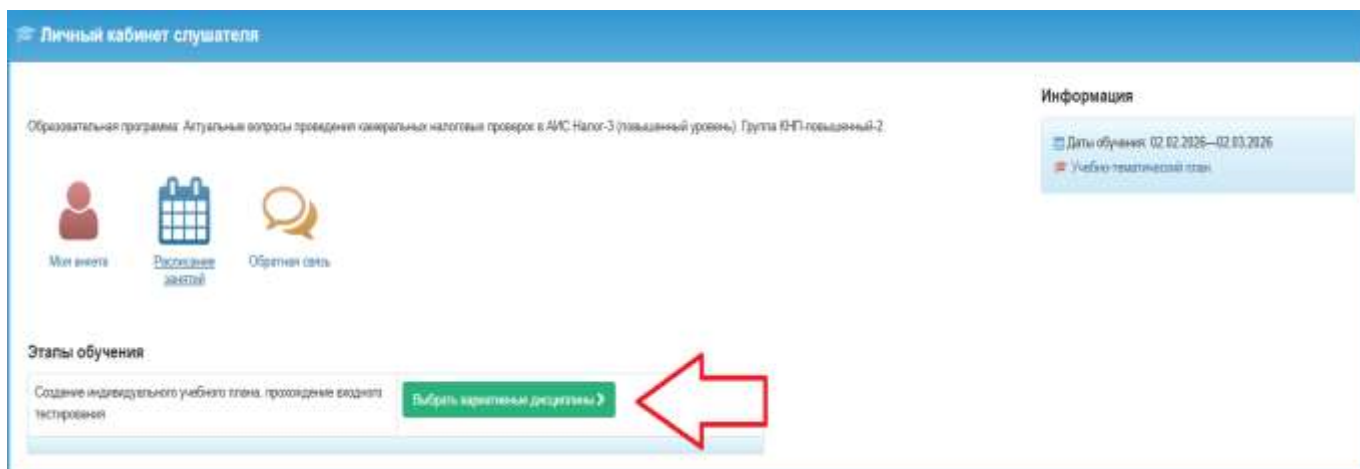 Личный кабинет слушателя
Информация
Образовательная программа: Актуальные вопросы проведения камеральных налоговых проверок в АИС Налог-3 (повышенный уровень). Группа КНП-повышенный-2
Даты обучения: 02.02.2026—02.03.2026
Учебно-тематический план
Моя анкета
Расписание
занятий
Обратная связь
Этапы обучения
Создание индивидуального учебного плана, прохождение входного
тестирования
Выбрать вариативные дисциплины